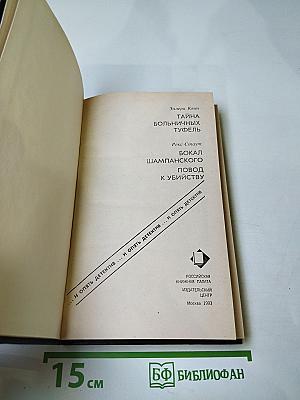 Эллери Квин
ТАЙНА
БОЛЬНИЧНЫХ
ТУФЕЛЬ
Рекс Стаут
БОКАЛ
ШАМПАНСКОГО
ПОВОД
К УБИЙСТВУ
... И ОПЯТЬ ДЕТЕКТИВ ... И ОПЯТЬ ДЕТЕКТИВ ... И ОПЯТЬ ДЕТЕКТИВ
РОССИЙСКАЯ
КНИЖНАЯ ПАЛАТА
ИЗДАТЕЛЬСКИЙ
ЦЕНТР
Москва 1993
15 см
БФ БИБЛИОФАН